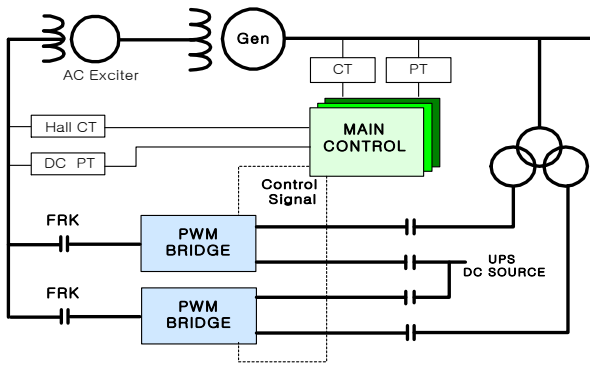 Gen
AC Exciter
CT
PT
Hall CT
DC PT
MAIN
CONTROL
Control
Signal
FRK
PWM
BRIDGE
UPS
DC SOURCE
FRK
PWM
BRIDGE